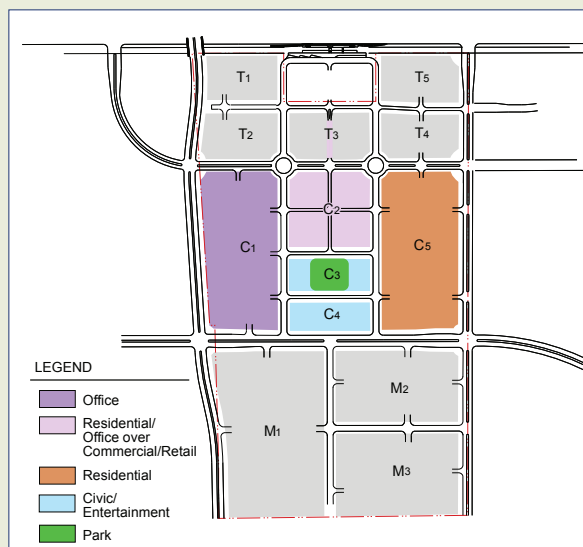 T1
T5
T2
T3
T4
C1
C2
C5
C3
C4
M1
M2
M3
LEGEND
Office
Residential/
Office over
Commercial/Retail
Residential
Civic/
Entertainment
Park